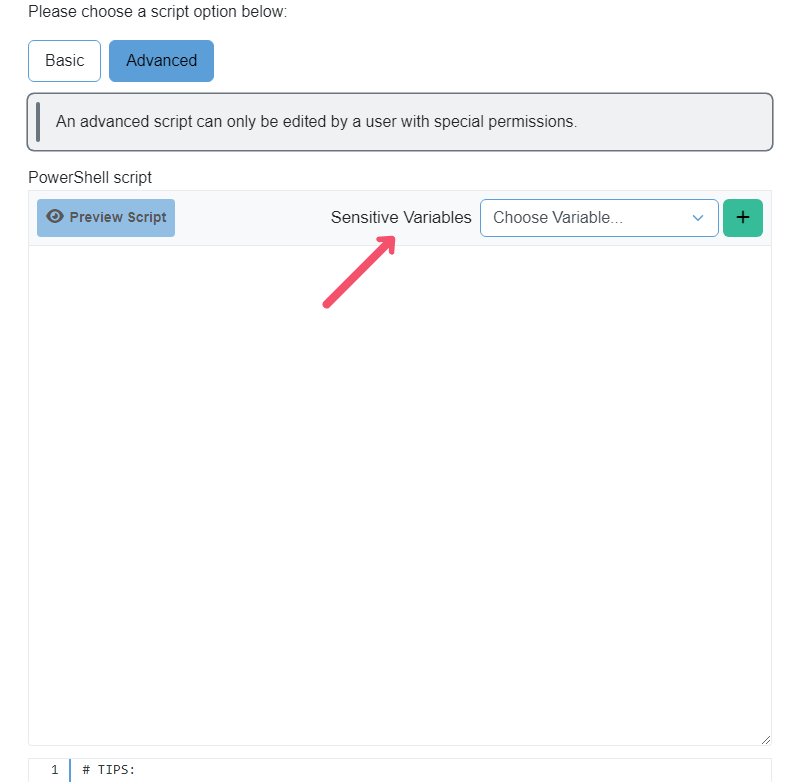 Please choose a script option below:
Basic Advanced
An advanced script can only be edited by a user with special permissions.
PowerShell script
Preview Script Sensitive Variables Choose Variable... +
1 # TIPS: